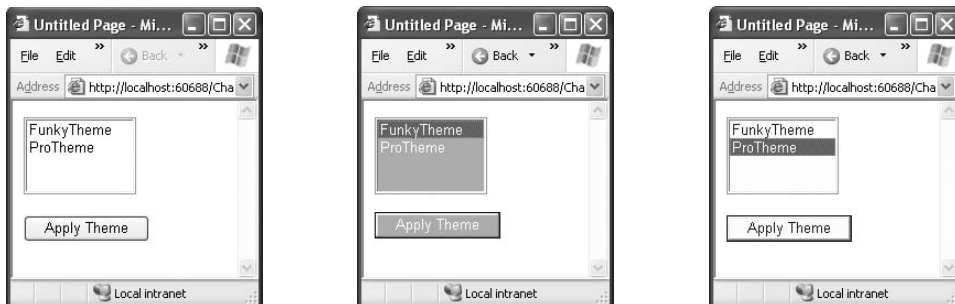 Untitled Page - Mi...
File Edit » Back »
Address http://localhost:60688/Cha
FunkyTheme
ProTheme
Apply Theme
Local intranet
Untitled Page - Mi...
File Edit » Back »
Address http://localhost:60688/Cha
FunkyTheme
ProTheme
Apply Theme
Local intranet
Untitled Page - Mi...
File Edit » Back »
Address http://localhost:60688/Cha
FunkyTheme
ProTheme
Apply Theme
Local intranet